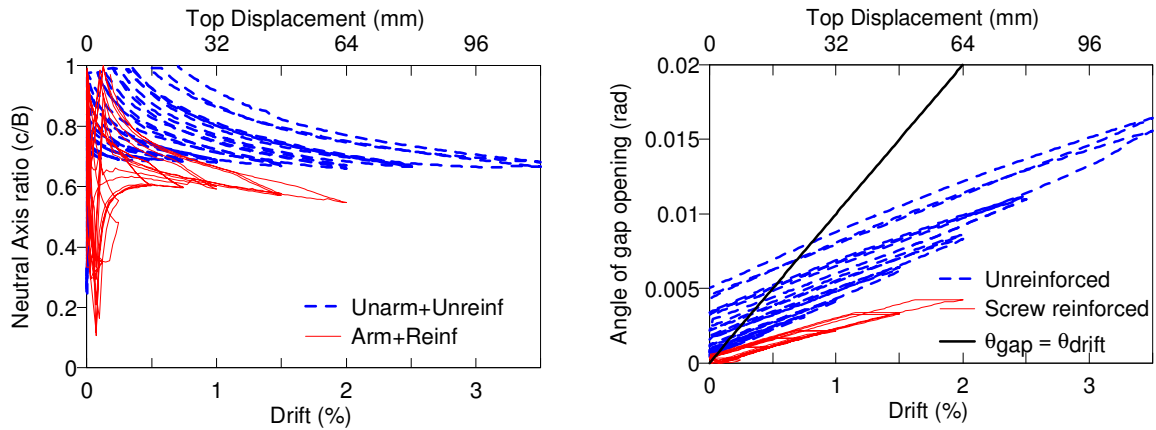 Top Displacement (mm)
0 32 64 96
Neutral Axis ratio (c/B)
1
0.8
0.6
0.4
0.2
0
Unarm+Unreinf
Arm+Reinf
0 1 2 3
Drift (%)
Top Displacement (mm)
0 32 64 96
Angle of gap opening (rad)
0.02
0.015
0.01
0.005
0
Unreinforced
Screw reinforced
θgap = θdrift
0 1 2 3
Drift (%)